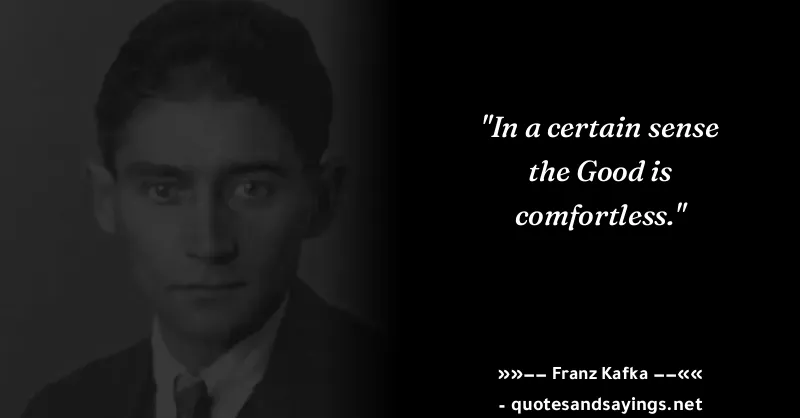 "In a certain sense
the Good is
comfortless."
»»–– Franz Kafka ––««
- quotesandsayings.net